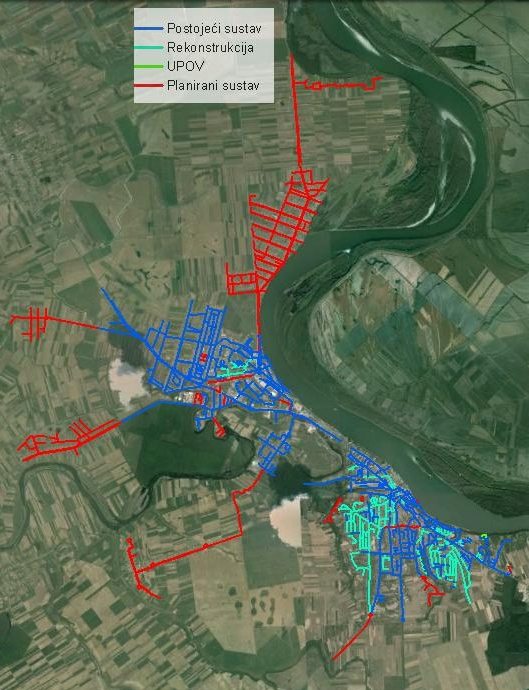 Postojeći sustav
Rekonstrukcija
UPOV
Planirani sustav